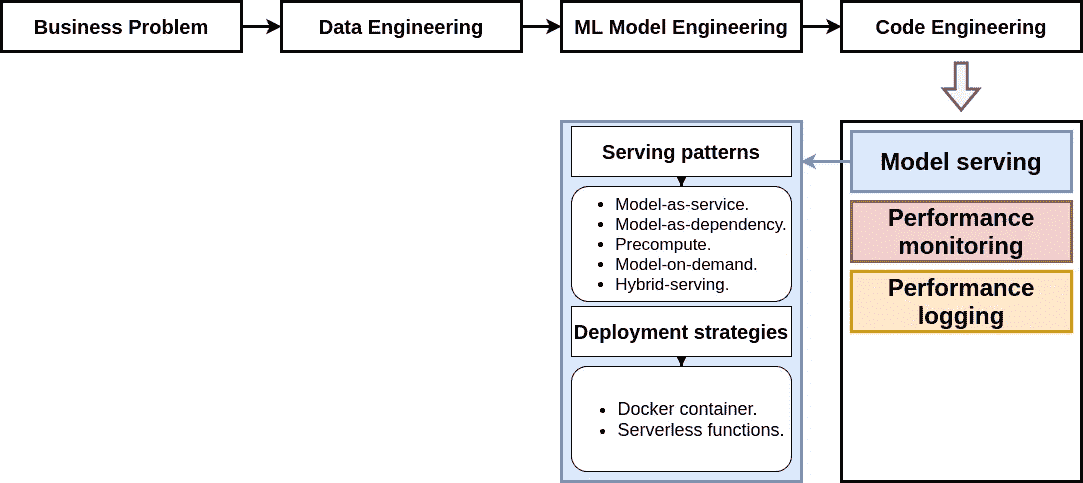 Business Problem
Data Engineering
ML Model Engineering
Code Engineering
Serving patterns
• Model-as-service.
• Model-as-dependency.
• Precompute.
• Model-on-demand.
• Hybrid-serving.
Deployment strategies
• Docker container.
• Serverless functions.
Model serving
Performance
monitoring
Performance
logging